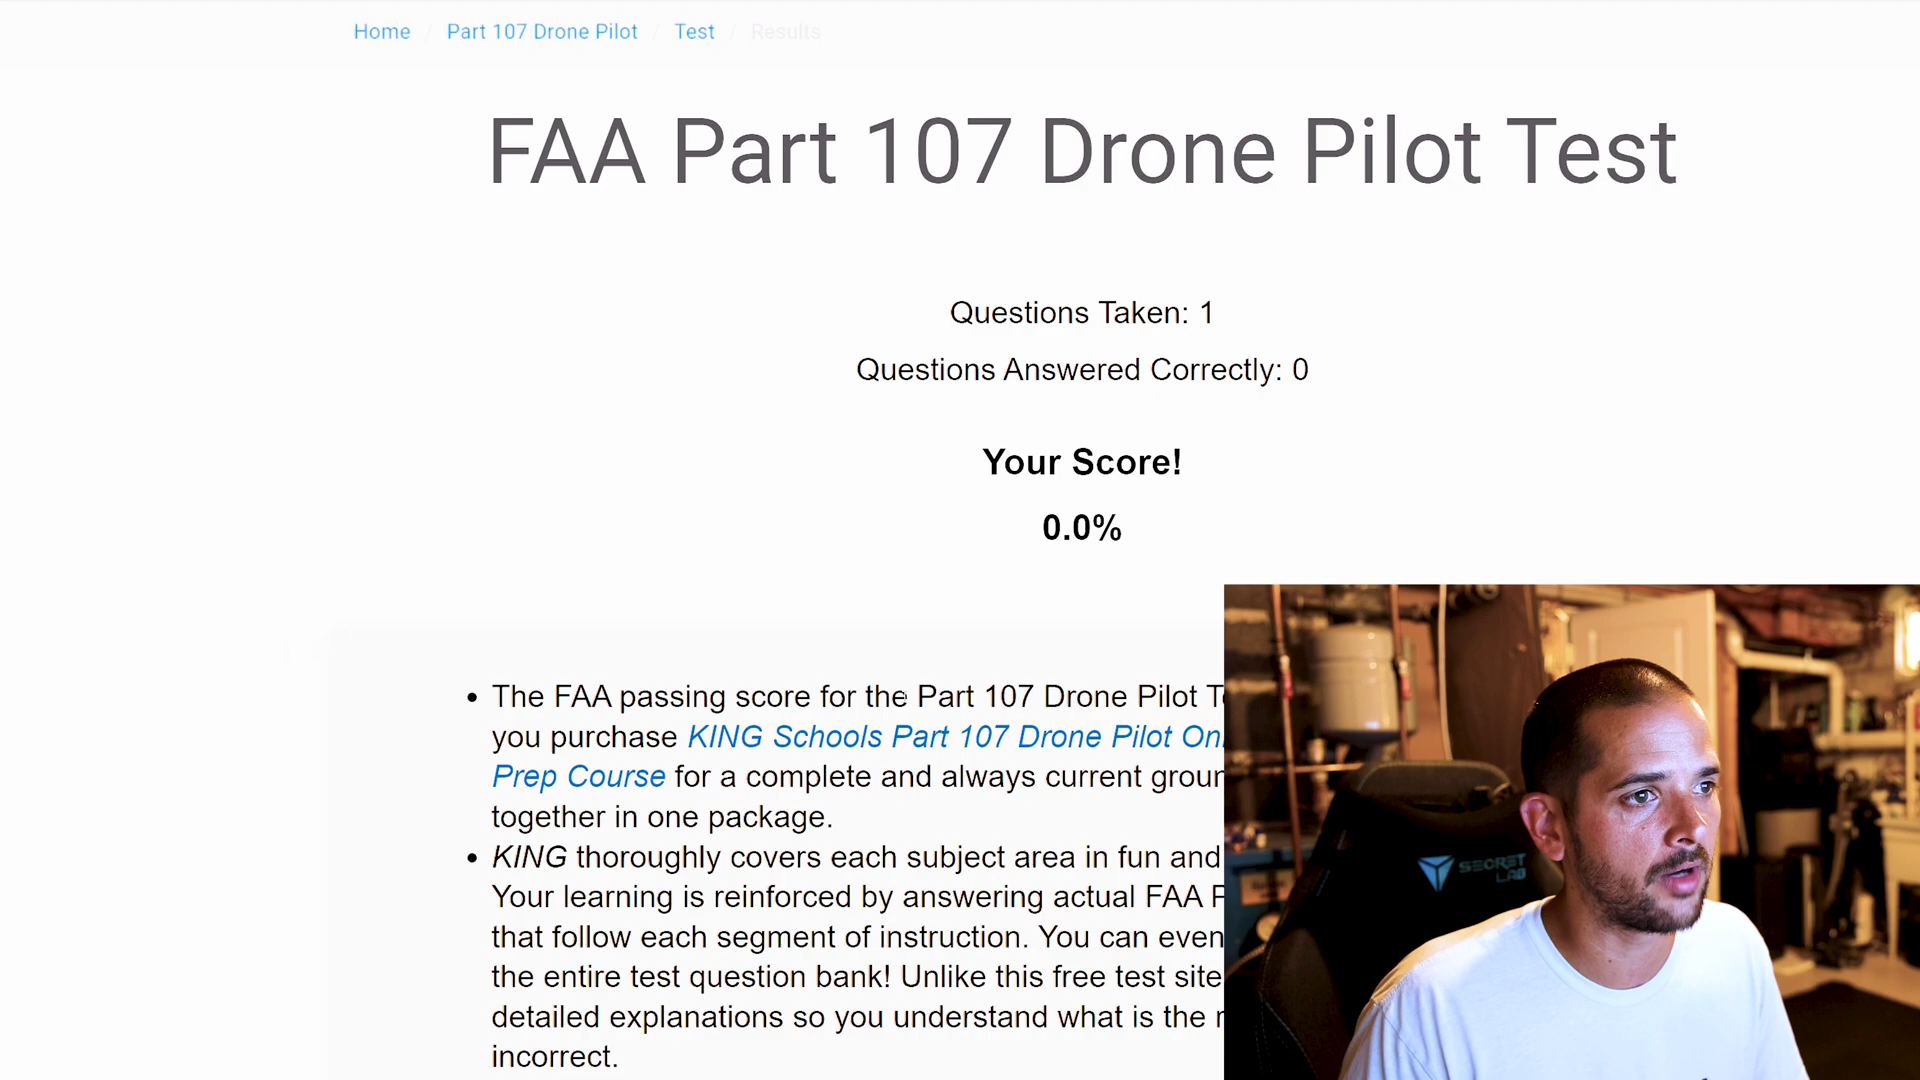 Home / Part 107 Drone Pilot / Test / Results
FAA Part 107 Drone Pilot Test
Questions Taken: 1
Questions Answered Correctly: 0
Your Score!
0.0%
• The FAA passing score for the Part 107 Drone Pilot
you purchase KING Schools Part 107 Drone Pilot
Prep Course for a complete and always current
together in one package.
• KING thoroughly covers each subject area in fun and
Your learning is reinforced by answering actual FAA
that follow each segment of instruction. You can even
the entire test question bank! Unlike this free test site
detailed explanations so you understand what is the
incorrect.
SECRET
LAB